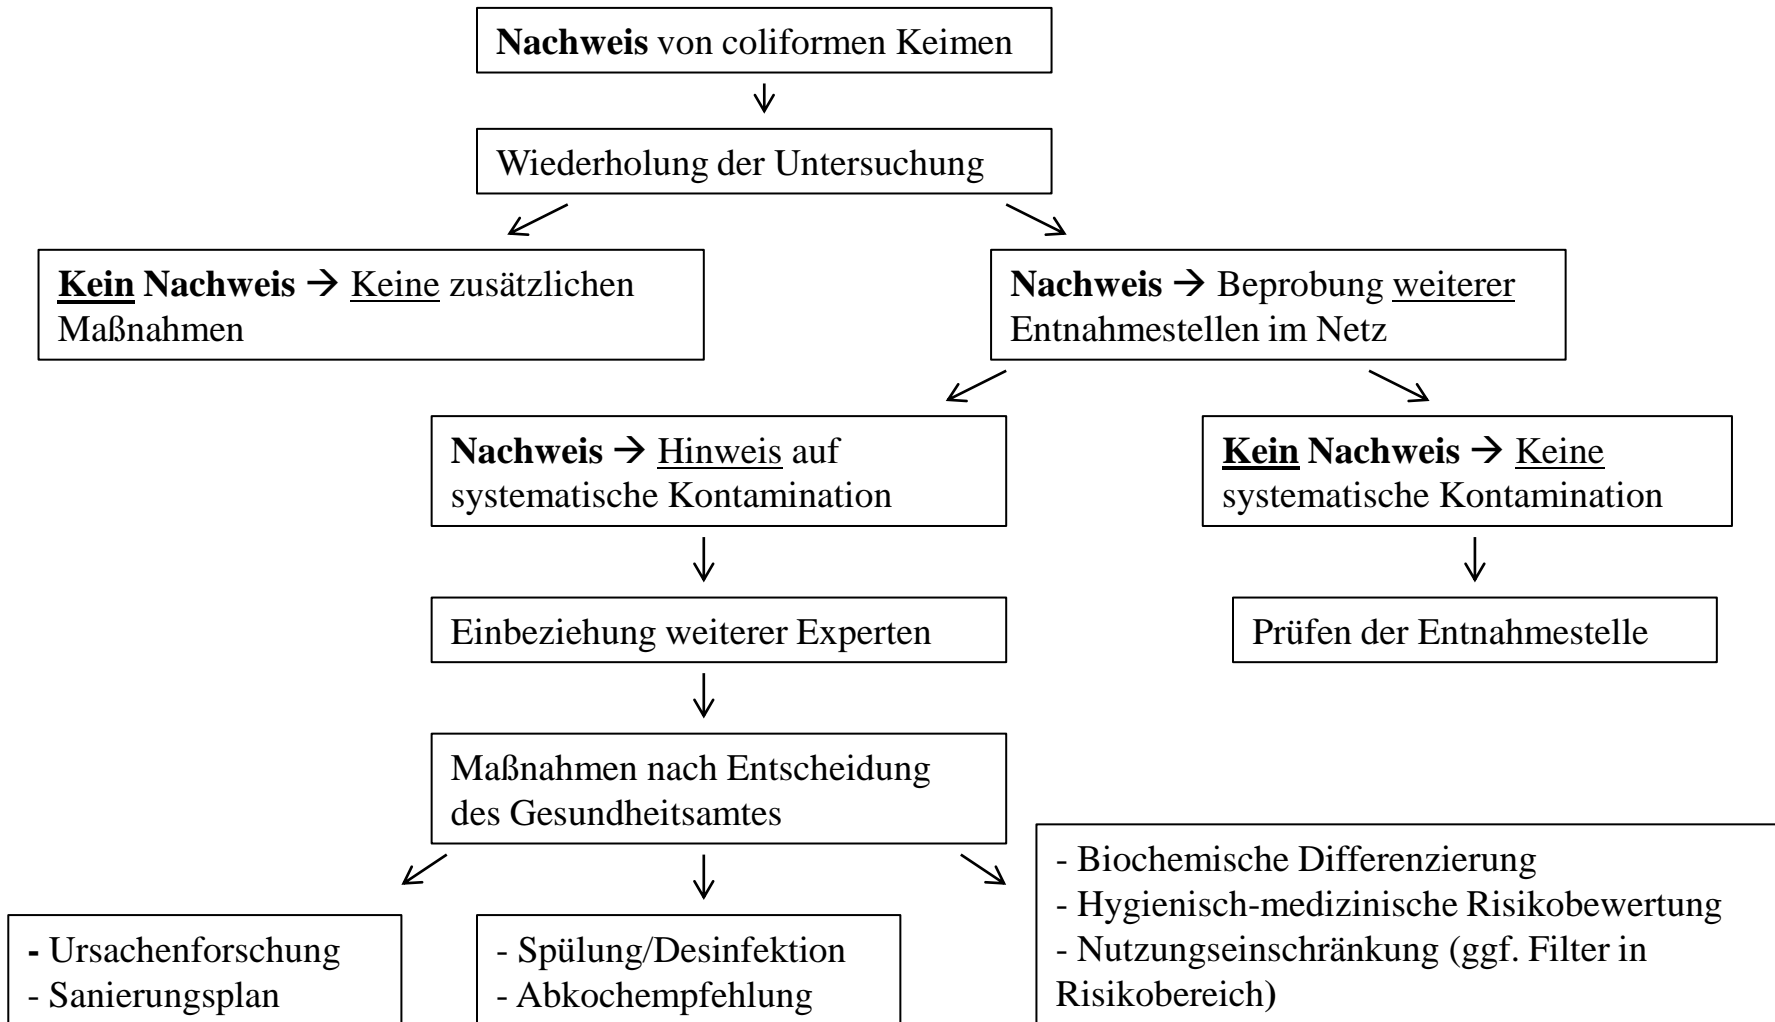 Nachweis von coliformen Keimen
Wiederholung der Untersuchung
Kein Nachweis → Keine zusätzlichen
Maßnahmen
Nachweis → Beprobung weiterer
Entnahmestellen im Netz
Nachweis → Hinweis auf
systematische Kontamination
Kein Nachweis → Keine
systematische Kontamination
Einbeziehung weiterer Experten
Prüfen der Entnahmestelle
Maßnahmen nach Entscheidung
des Gesundheitsamtes
- Ursachenforschung
- Sanierungsplan
- Spülung/Desinfektion
- Abkochempfehlung
- Biochemische Differenzierung
- Hygienisch-medizinische Risikobewertung
- Nutzungseinschränkung (ggf. Filter in
Risikobereich)